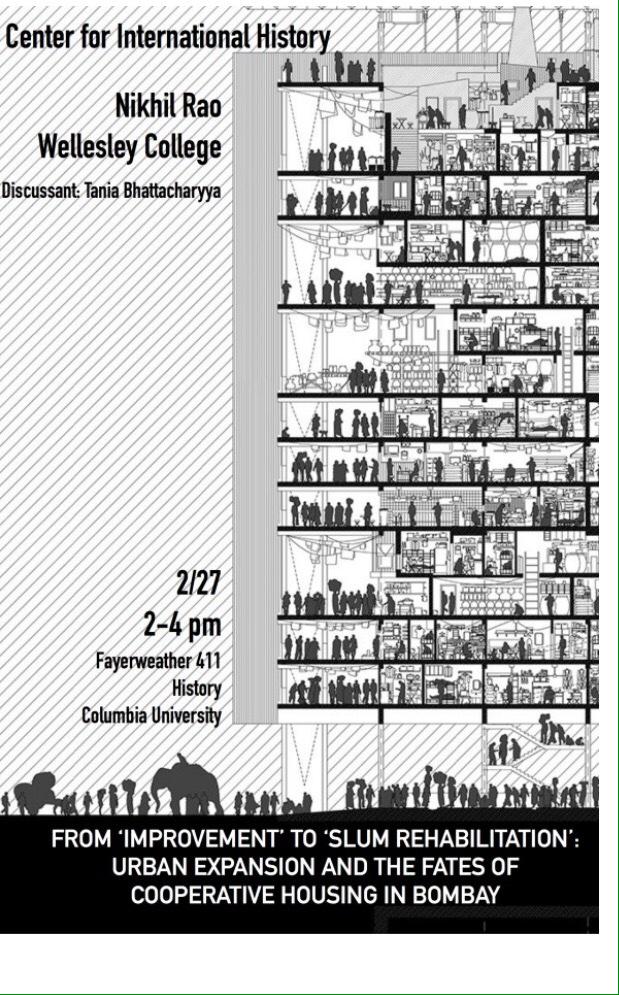 Center for International History
Nikhil Rao
Wellesley College
Discussant: Tania Bhattacharyya
2/27
2–4 pm
Fayerweather 411
History
Columbia University
FROM ‘IMPROVEMENT’ TO ‘SLUM REHABILITATION’:
URBAN EXPANSION AND THE FATES OF
COOPERATIVE HOUSING IN BOMBAY